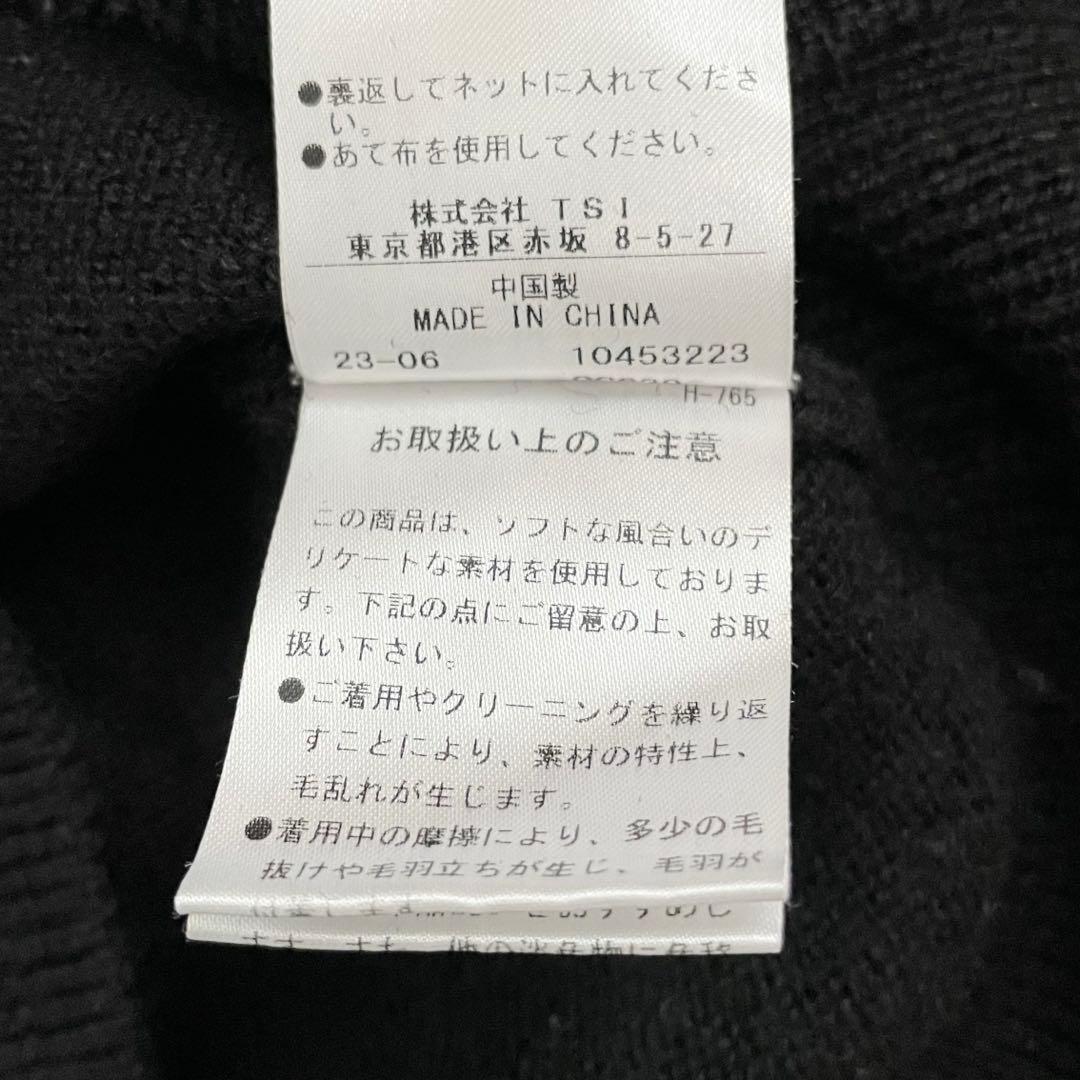 ●裏返してネットに入れてくださ
い。
●あて布を使用してください。
株式会社 TSI
東京都港区赤坂 8-5-27
中国製
MADE IN CHINA
23-06 10453223
H-765
お取扱い上のご注意
この商品は、ソフトな風合いのデ
リケートな素材を使用しておりま
す。下記の点にご留意の上、お取
扱い下さい。
●ご着用やクリーニングを繰り返
すことにより、素材の特性上、
毛乱れが生じます。
●着用中の摩擦により、多少の毛
抜けや毛羽立ちが生じ、毛羽が